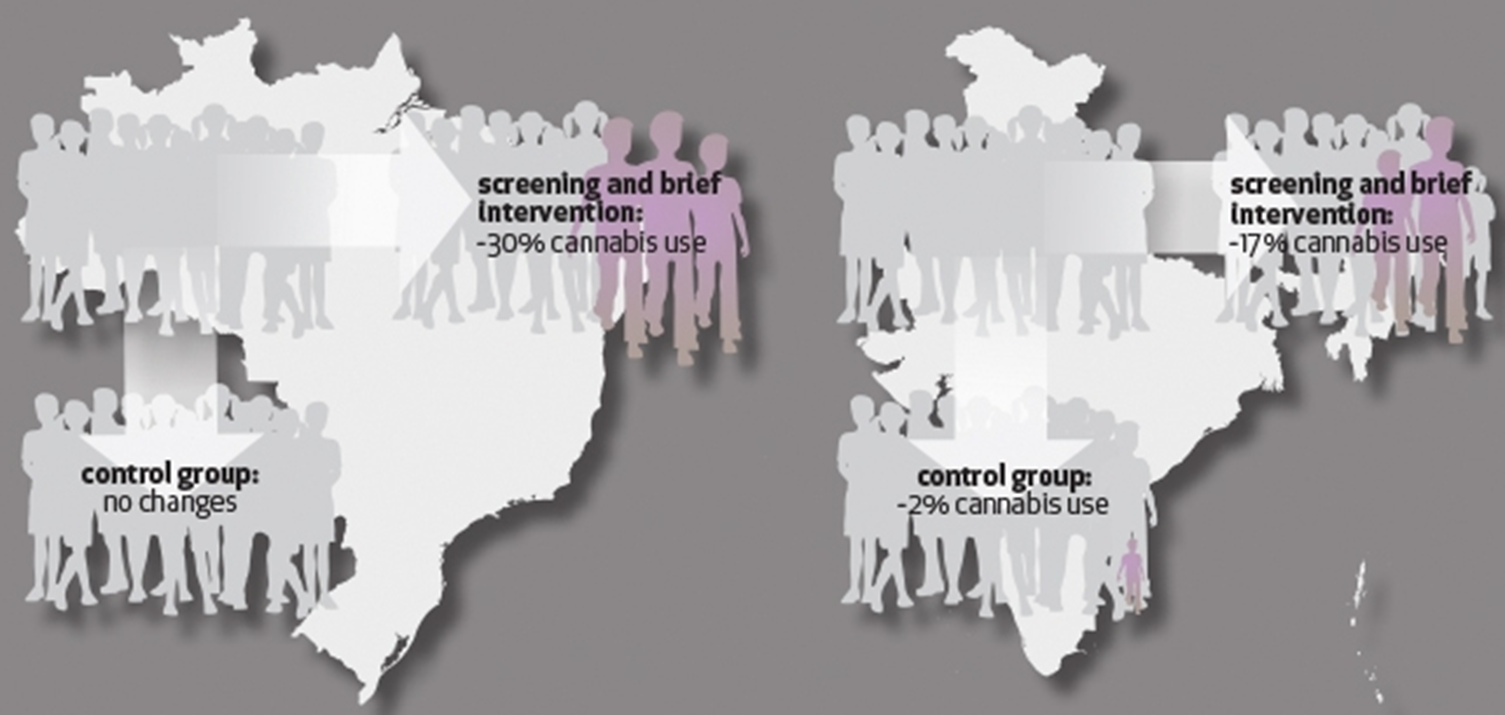 screening and brief
intervention:
-30% cannabis use
control group:
no changes
screening and brief
intervention:
-17% cannabis use
control group:
-2% cannabis use